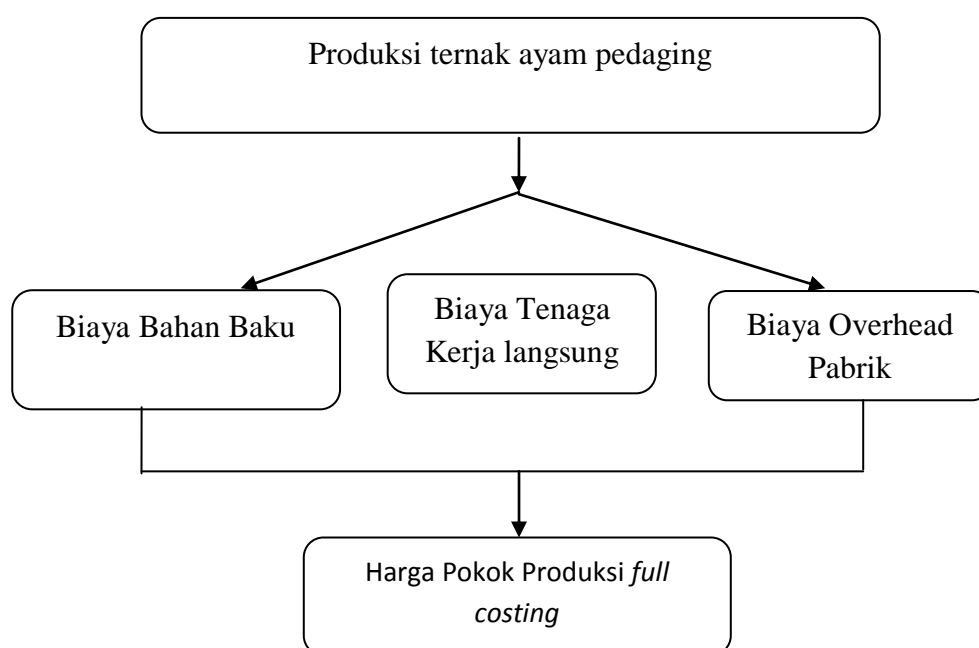 Produksi ternak ayam pedaging
Biaya Bahan Baku
Biaya Tenaga
Kerja langsung
Biaya Overhead
Pabrik
Harga Pokok Produksi full
costing